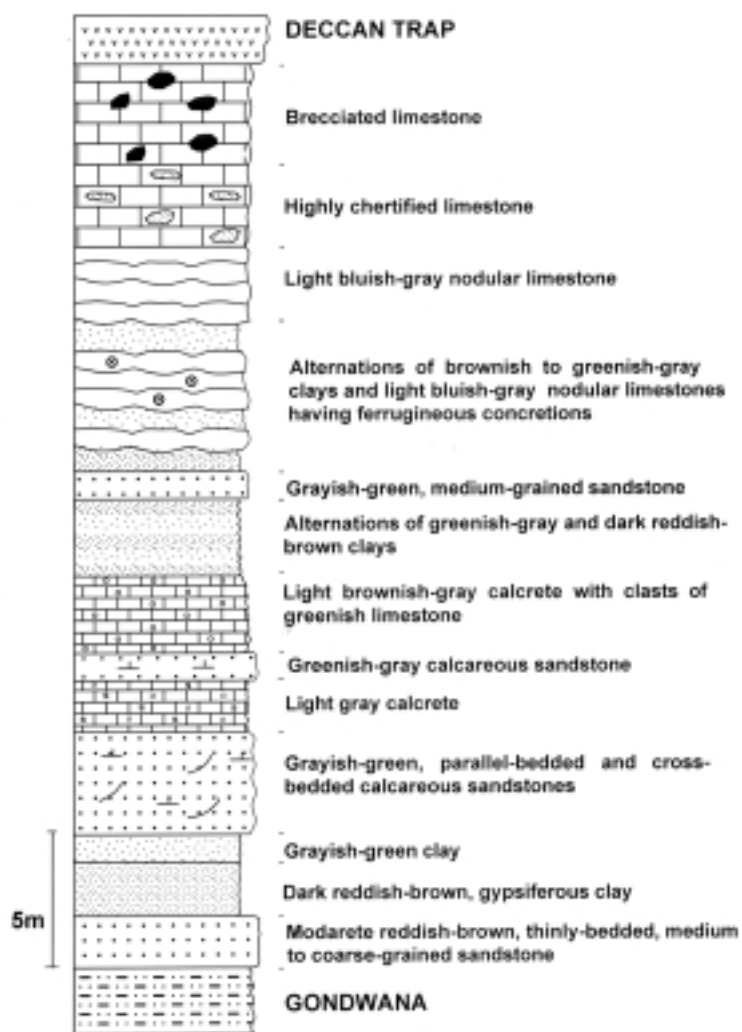 DECCAN TRAP
Brecciated limestone
Highly chertified limestone
Light bluish-gray nodular limestone
Alternations of brownish to greenish-gray
clays and light bluish-gray nodular limestones
having ferrugineous concretions
Grayish-green, medium-grained sandstone
Alternations of greenish-gray and dark reddish-
brown clays
Light brownish-gray calcrete with clasts of
greenish limestone
Greenish-gray calcareous sandstone
Light gray calcrete
Grayish-green, parallel-bedded and cross-
bedded calcareous sandstones
Grayish-green clay
Dark reddish-brown, gypsiferous clay
5m
Modarete reddish-brown, thinly-bedded, medium
to coarse-grained sandstone
GONDWANA